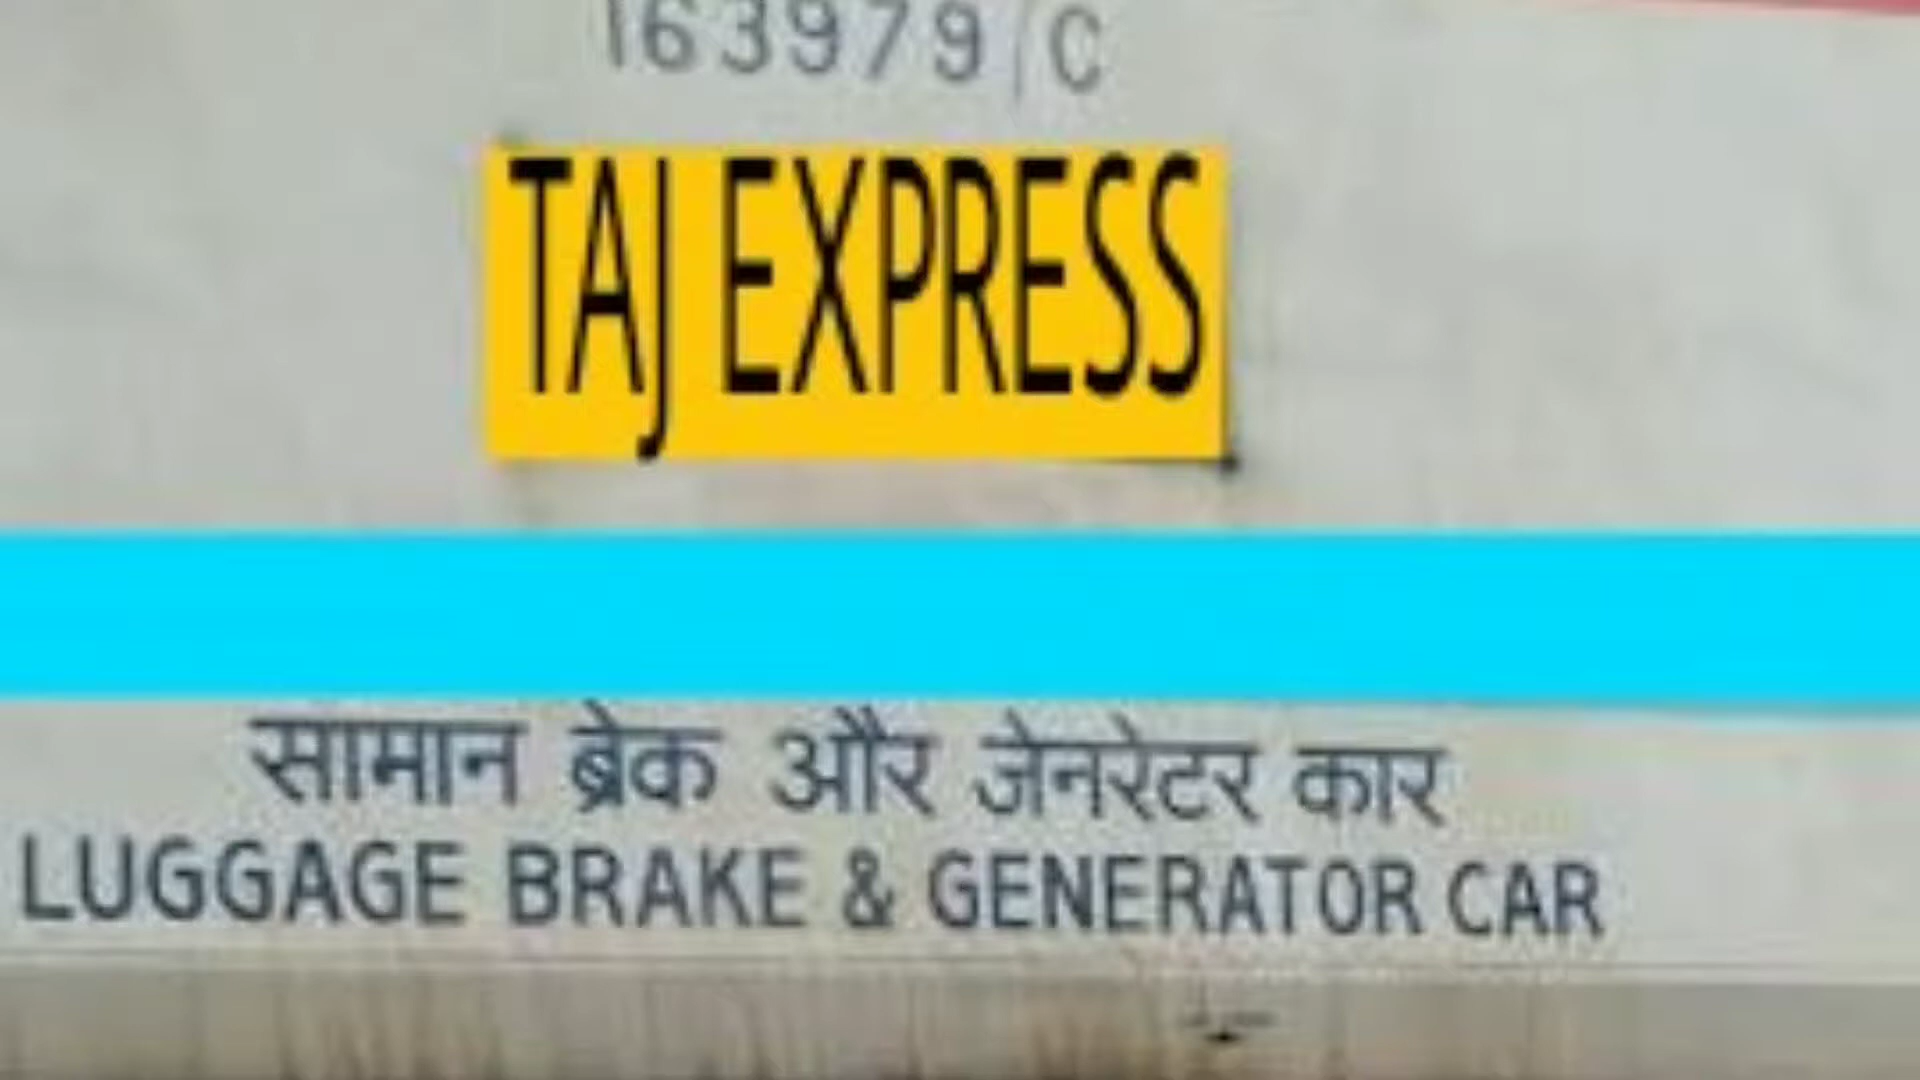 163979/C
TAJ EXPRESS
सामान ब्रेक और जेनरेटर कार
LUGGAGE BRAKE & GENERATOR CAR